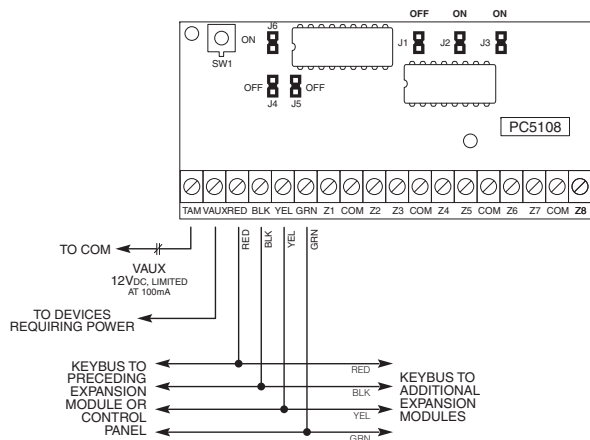 OFF ON ON
J6
ON
SW1
J1 J2 J3
OFF
J4 J5
OFF
PC5108
TAM VAUX RED BLK YEL GRN Z1 COM Z2 Z3 COM Z4 Z5 COM Z6 Z7 COM Z8
RED
BLK
YEL
GRN
TO COM
VAUX
12VDC, LIMITED
AT 100mA
TO DEVICES
REQUIRING POWER
KEYBUS TO
PRECEDING
EXPANSION
MODULE OR
CONTROL
PANEL
RED
BLK
YEL
GRN
KEYBUS TO
ADDITIONAL
EXPANSION
MODULES